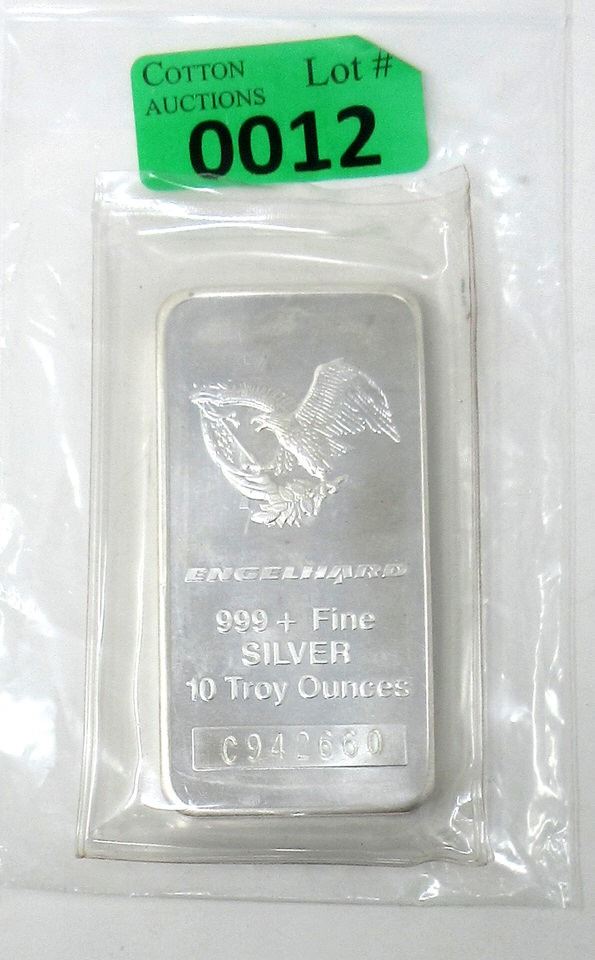 COTTON Lot #
AUCTIONS
0012
ENGELHARD
999+ Fine
SILVER
10 Troy Ounces
C942660